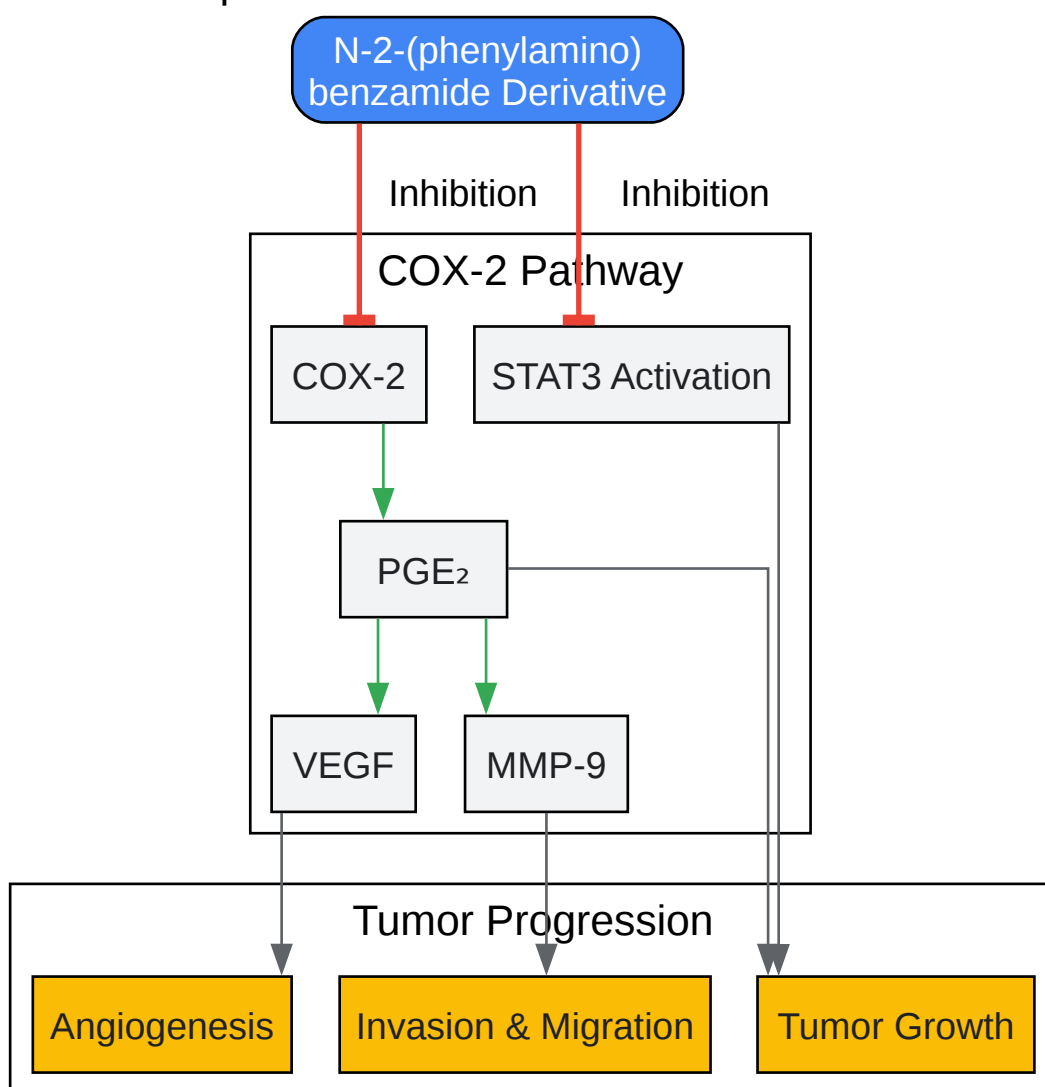 N-2-(phenylamino)
benzamide Derivative
Inhibition
Inhibition
COX-2 Pathway
COX-2
STAT3 Activation
PGE₂
VEGF
MMP-9
Tumor Progression
Angiogenesis
Invasion & Migration
Tumor Growth